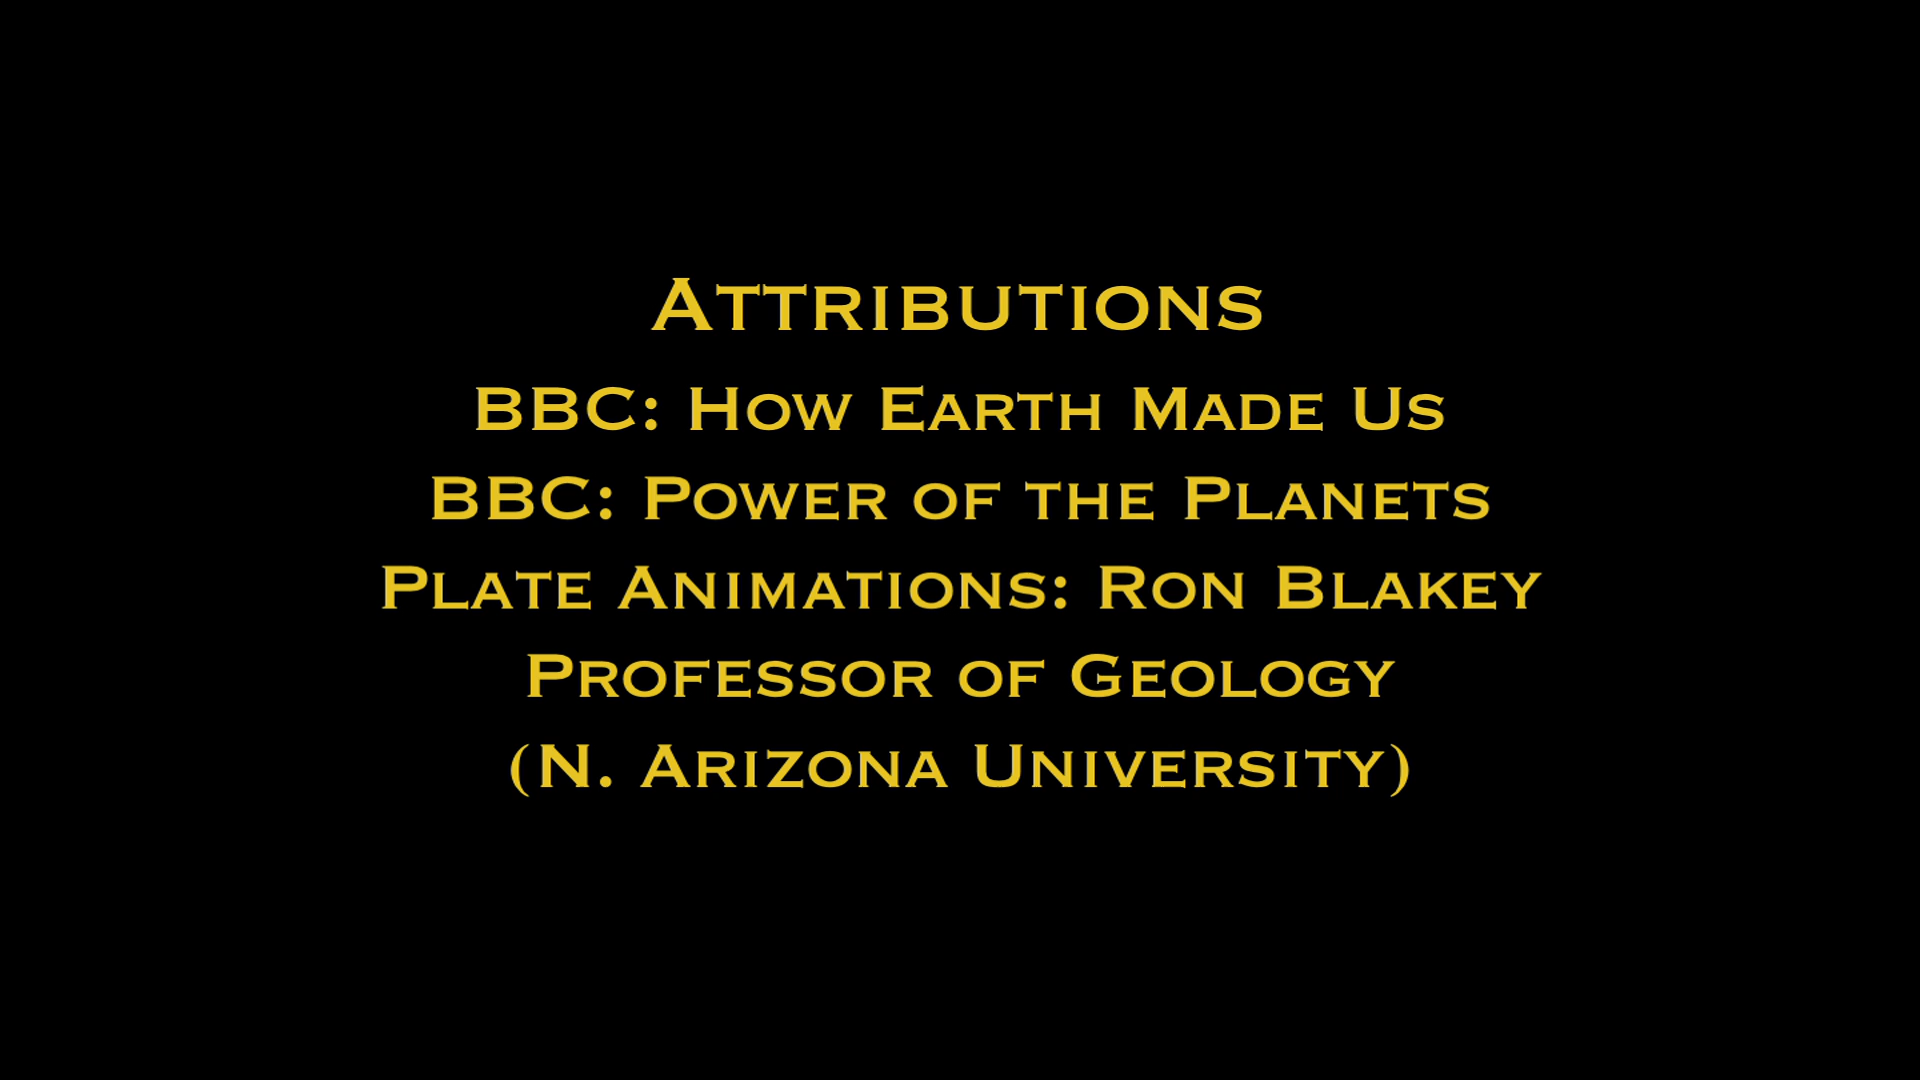 Attributions
BBC: How Earth Made Us
BBC: Power of the Planets
Plate Animations: Ron Blakey
Professor of Geology
(N. Arizona University)